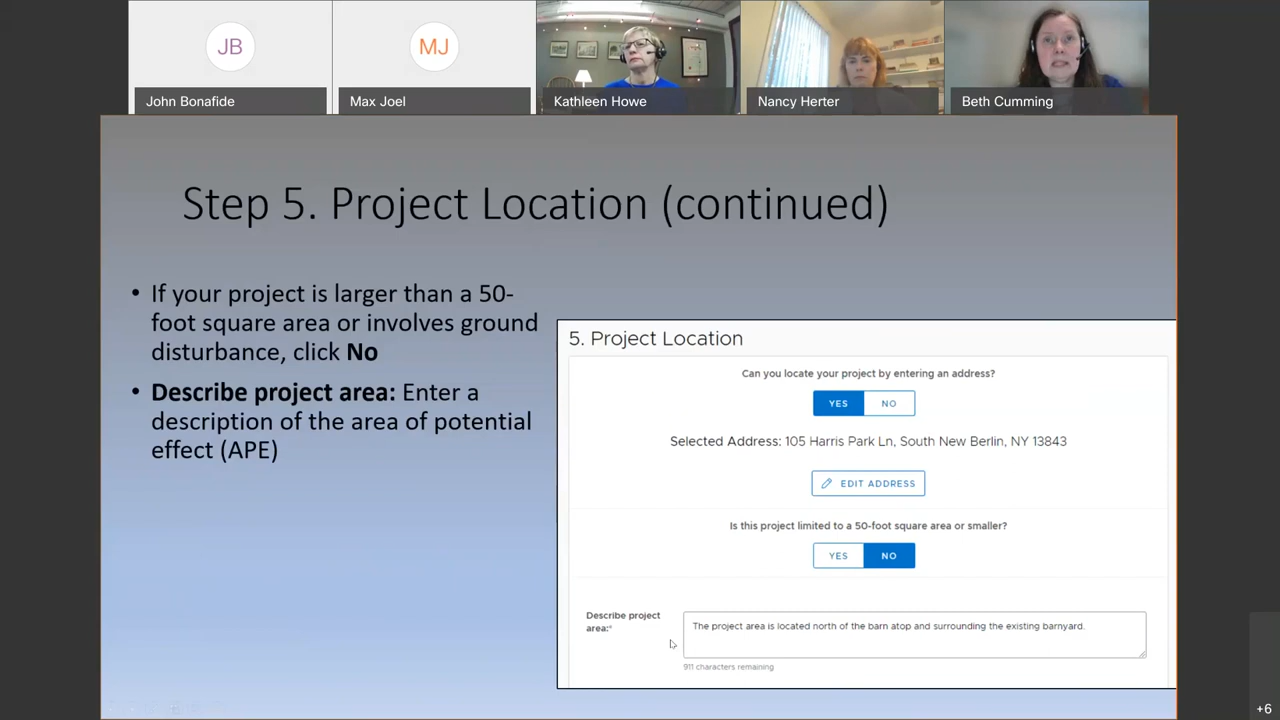 JB
MJ
John Bonafide
Max Joel
Kathleen Howe
Nancy Herter
Beth Cumming
Step 5. Project Location (continued)
• If your project is larger than a 50-
foot square area or involves ground
disturbance, click No
• Describe project area: Enter a
description of the area of potential
effect (APE)
5. Project Location
Can you locate your project by entering an address?
YES NO
Selected Address: 105 Harris Park Ln, South New Berlin, NY 13843
EDIT ADDRESS
Is this project limited to a 50-foot square area or smaller?
YES NO
Describe project
area:*
The project area is located north of the barn atop and surrounding the existing barnyard.
911 characters remaining
+6